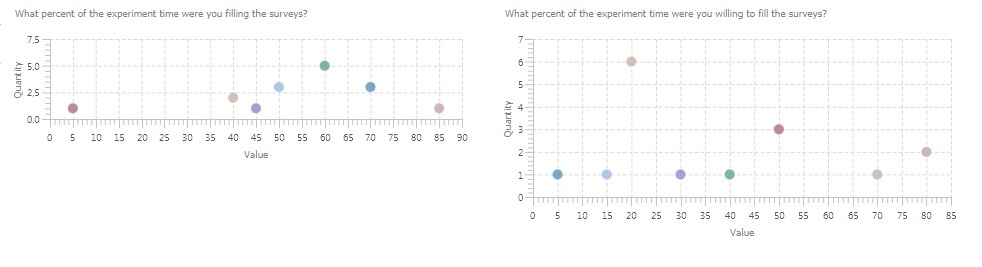 What percent of the experiment time were you filling the surveys?
7.5
5.0
2.5
0.0
Quantity
0 5 10 15 20 25 30 35 40 45 50 55 60 65 70 75 80 85 90
Value
What percent of the experiment time were you willing to fill the surveys?
7
6
5
4
3
2
1
0
Quantity
0 5 10 15 20 25 30 35 40 45 50 55 60 65 70 75 80 85
Value